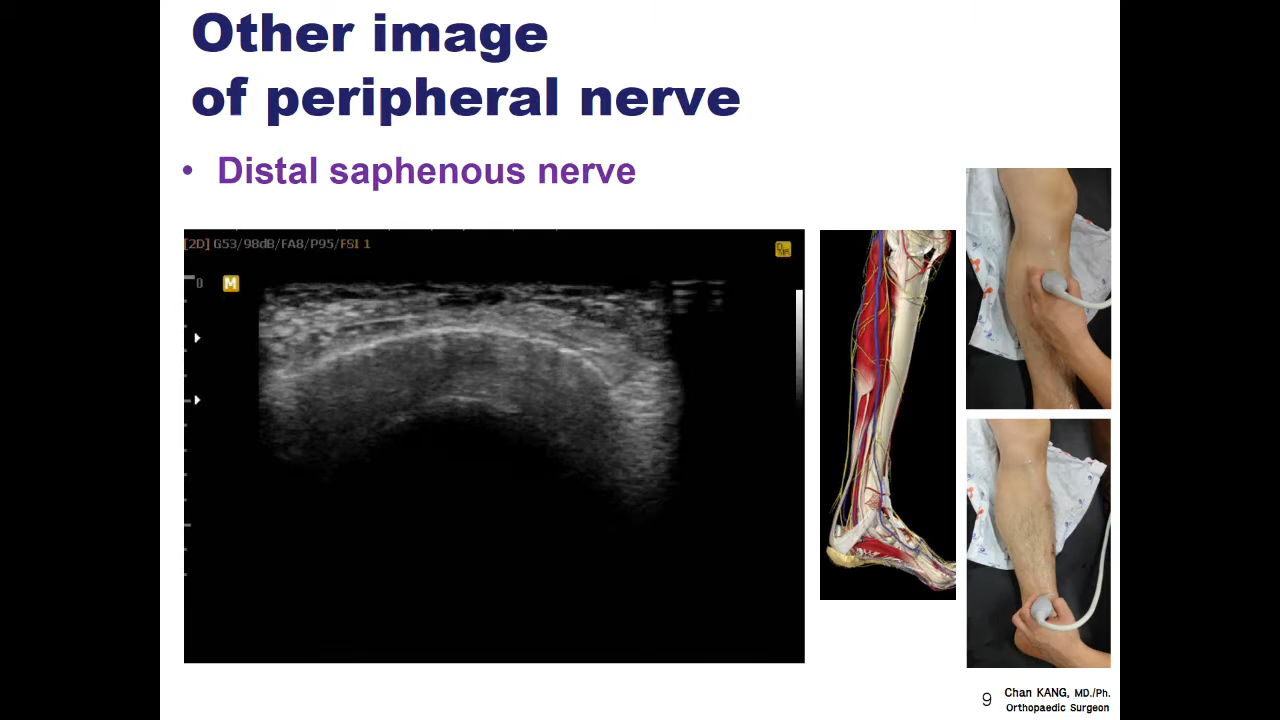 Other image
of peripheral nerve
• Distal saphenous nerve
[2D] G53/98dB/FA8/P95/FSI 1
0
M
9
Chan KANG, MD./Ph.
Orthopaedic Surgeon